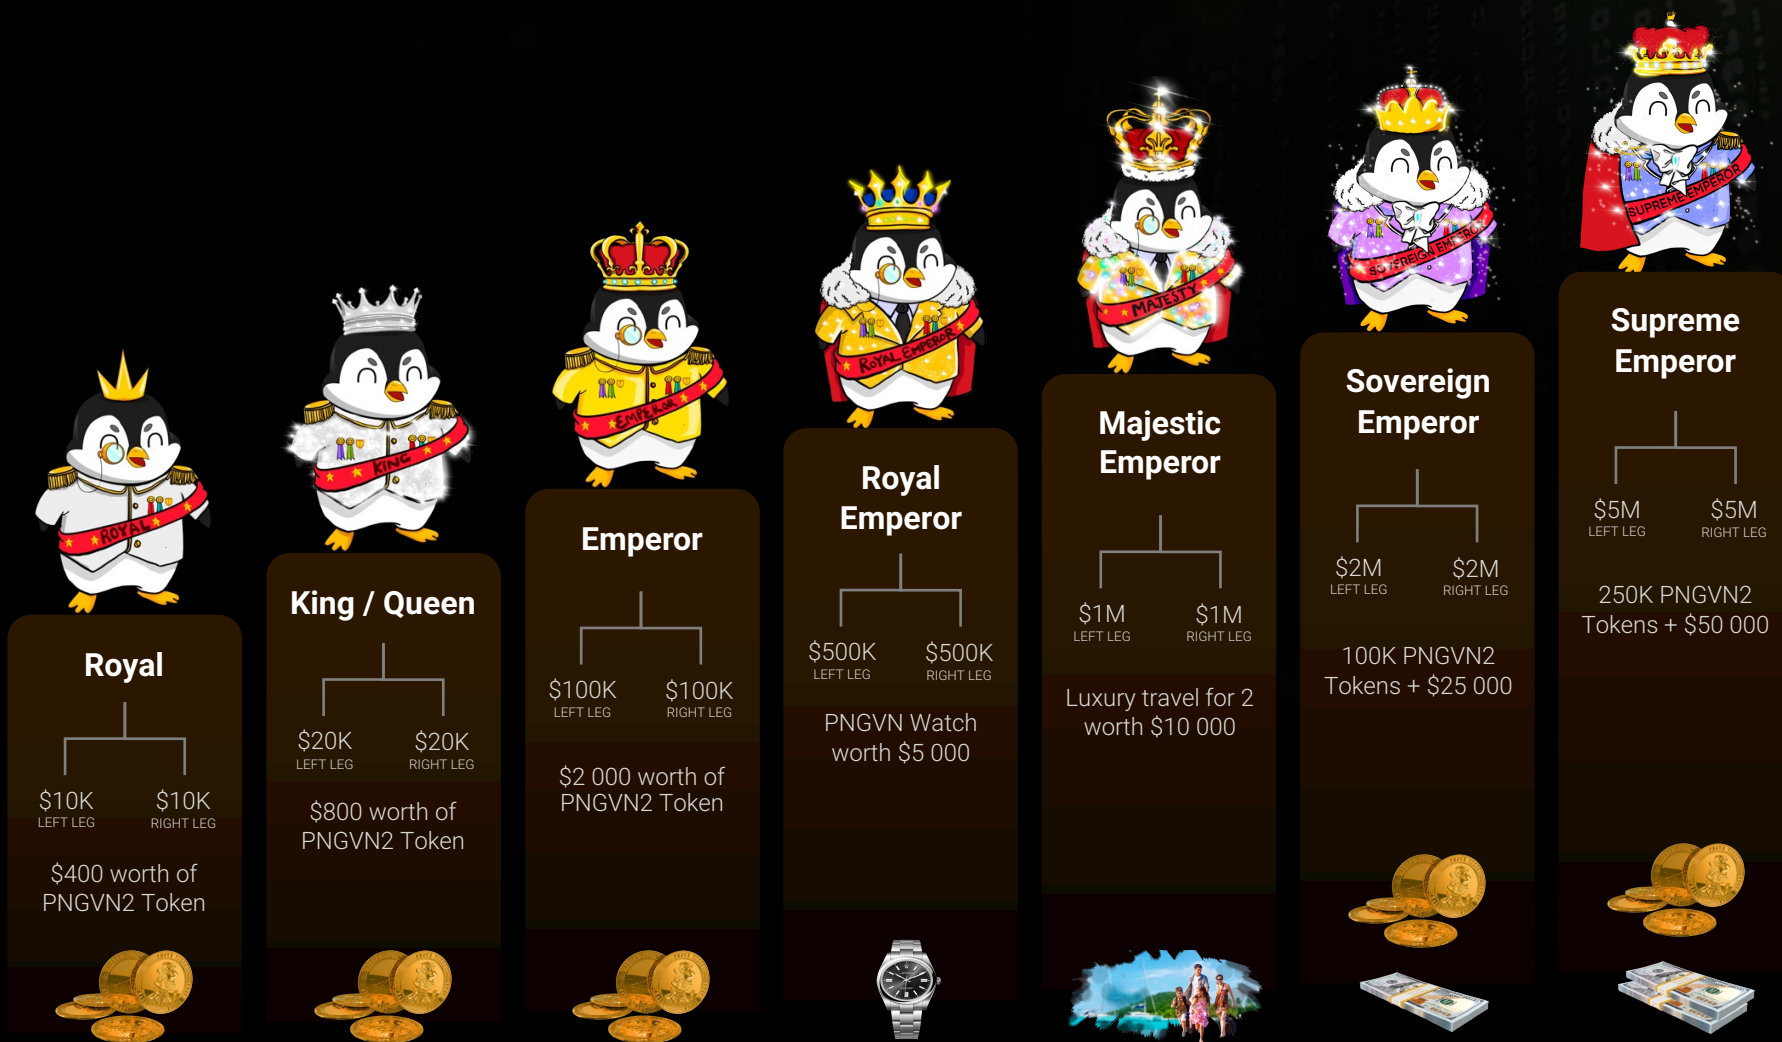 ROYAL
Royal
$10K
LEFT LEG
$10K
RIGHT LEG
$400 worth of
PNGVN2 Token
KING
King / Queen
$20K
LEFT LEG
$20K
RIGHT LEG
$800 worth of
PNGVN2 Token
EMPEROR
Emperor
$100K
LEFT LEG
$100K
RIGHT LEG
$2 000 worth of
PNGVN2 Token
ROYAL EMPEROR
Royal
Emperor
$500K
LEFT LEG
$500K
RIGHT LEG
PNGVN Watch
worth $5 000
MAJESTY
Majestic
Emperor
$1M
LEFT LEG
$1M
RIGHT LEG
Luxury travel for 2
worth $10 000
SOVEREIGN EMPERO
Sovereign
Emperor
$2M
LEFT LEG
$2M
RIGHT LEG
100K PNGVN2
Tokens + $25 000
SUPREME EMPEROR
Supreme
Emperor
$5M
LEFT LEG
$5M
RIGHT LEG
250K PNGVN2
Tokens + $50 000